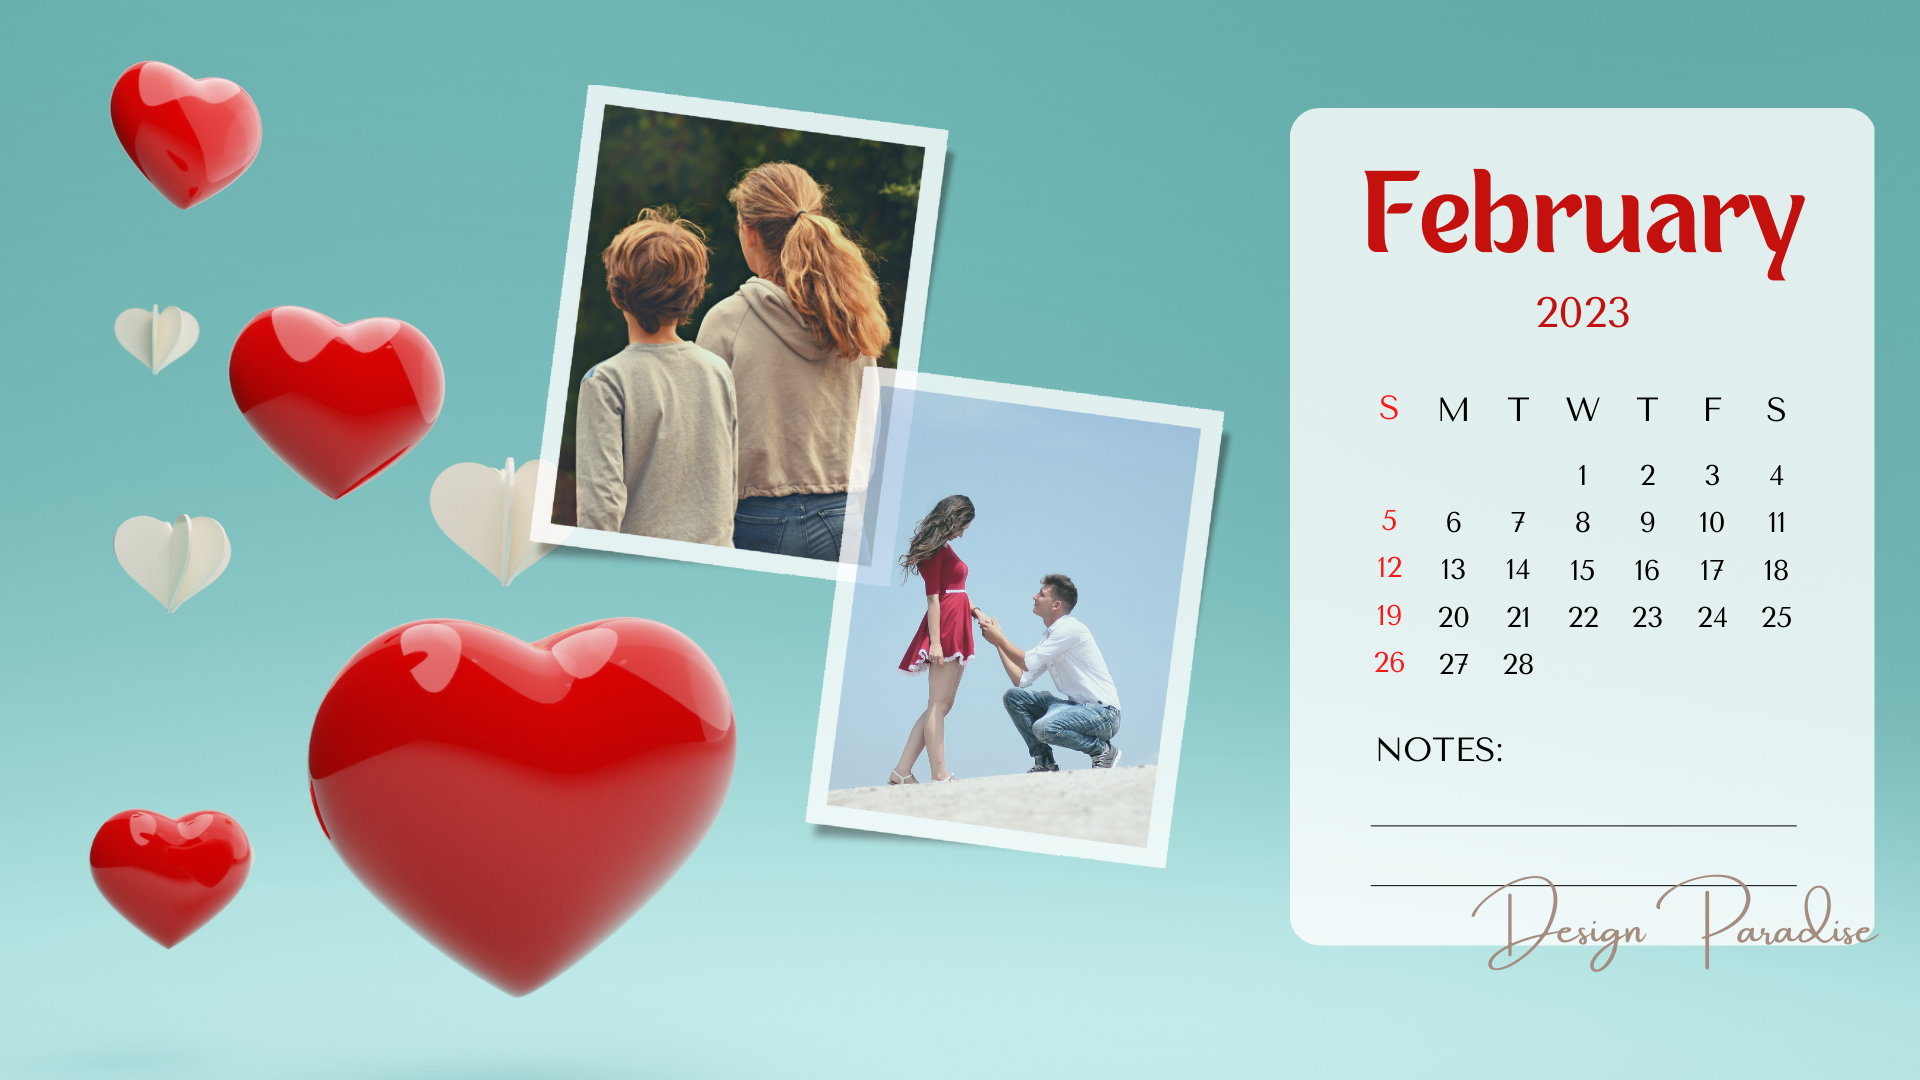 February
2023
S M T W T F S
1 2 3 4
5 6 7 8 9 10 11
12 13 14 15 16 17 18
19 20 21 22 23 24 25
26 27 28
NOTES:
Design Paradise